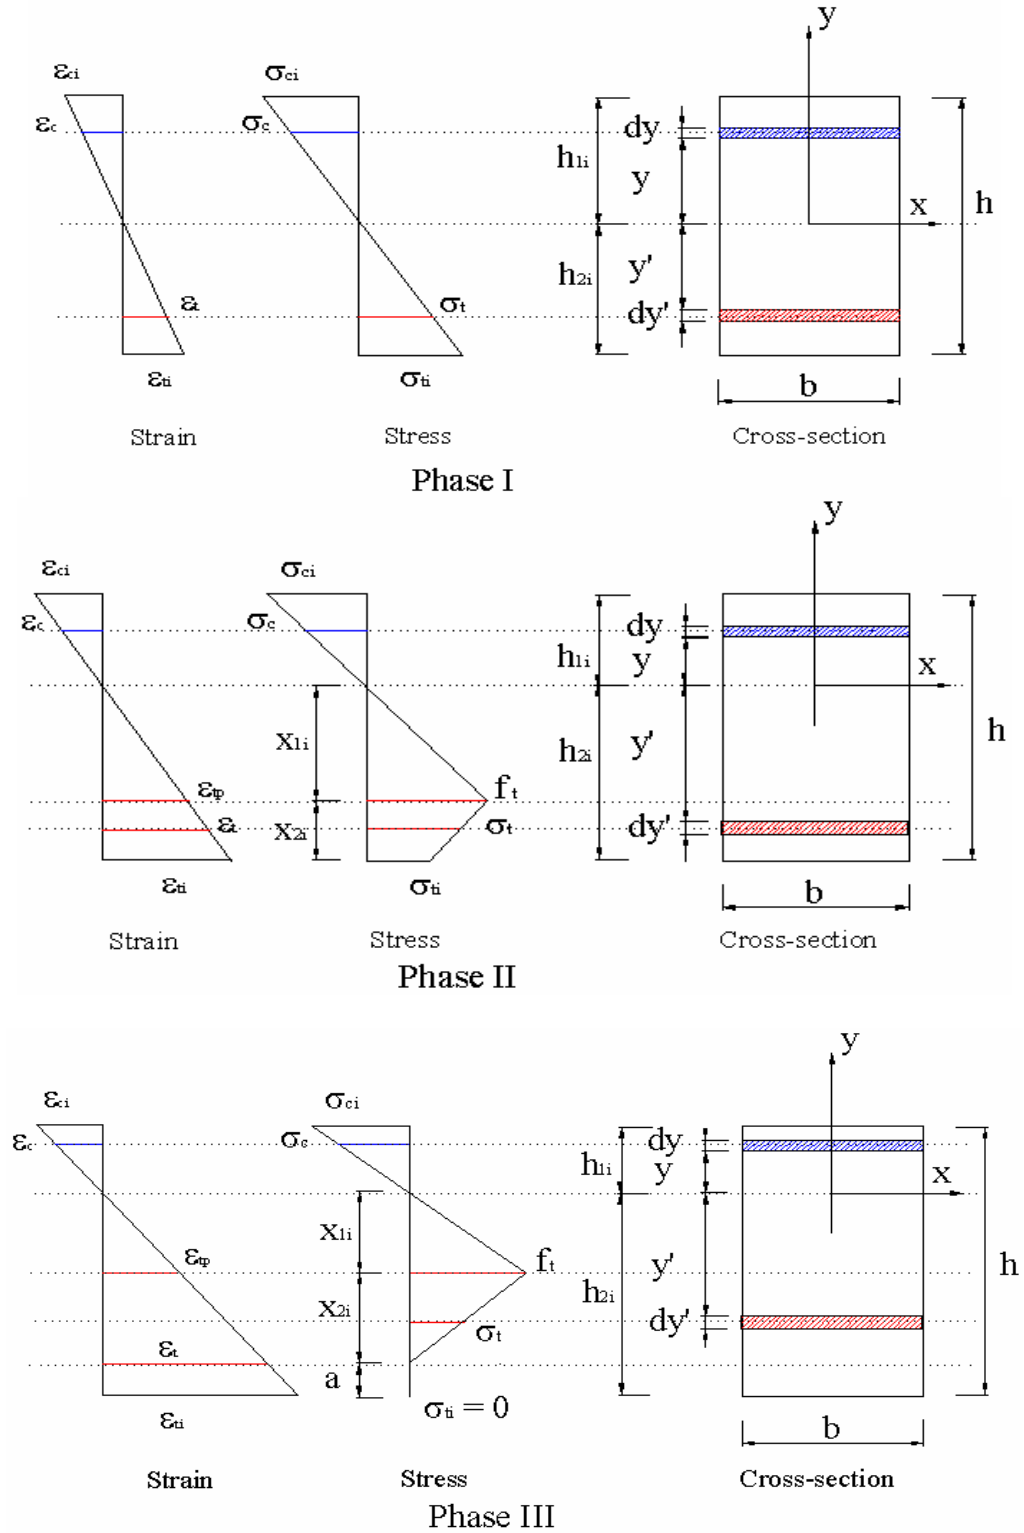 y
εci σci
εc σc dy
h1i y
x h
h2i y'
εt σt dy'
εti σti b
Strain Stress Cross-section
Phase I
y
εci σci
εc σc dy
h1i y
x
x1i h2i y' h
εtp ft
x2i εt σt dy'
εti σti b
Strain Stress Cross-section
Phase II
y
εci σci
εc σc dy
h1i y
x
x1i
εtp ft y' h
x2i h2i
σt dy'
εt
a
εti σti = 0 b
Strain Stress Cross-section
Phase III